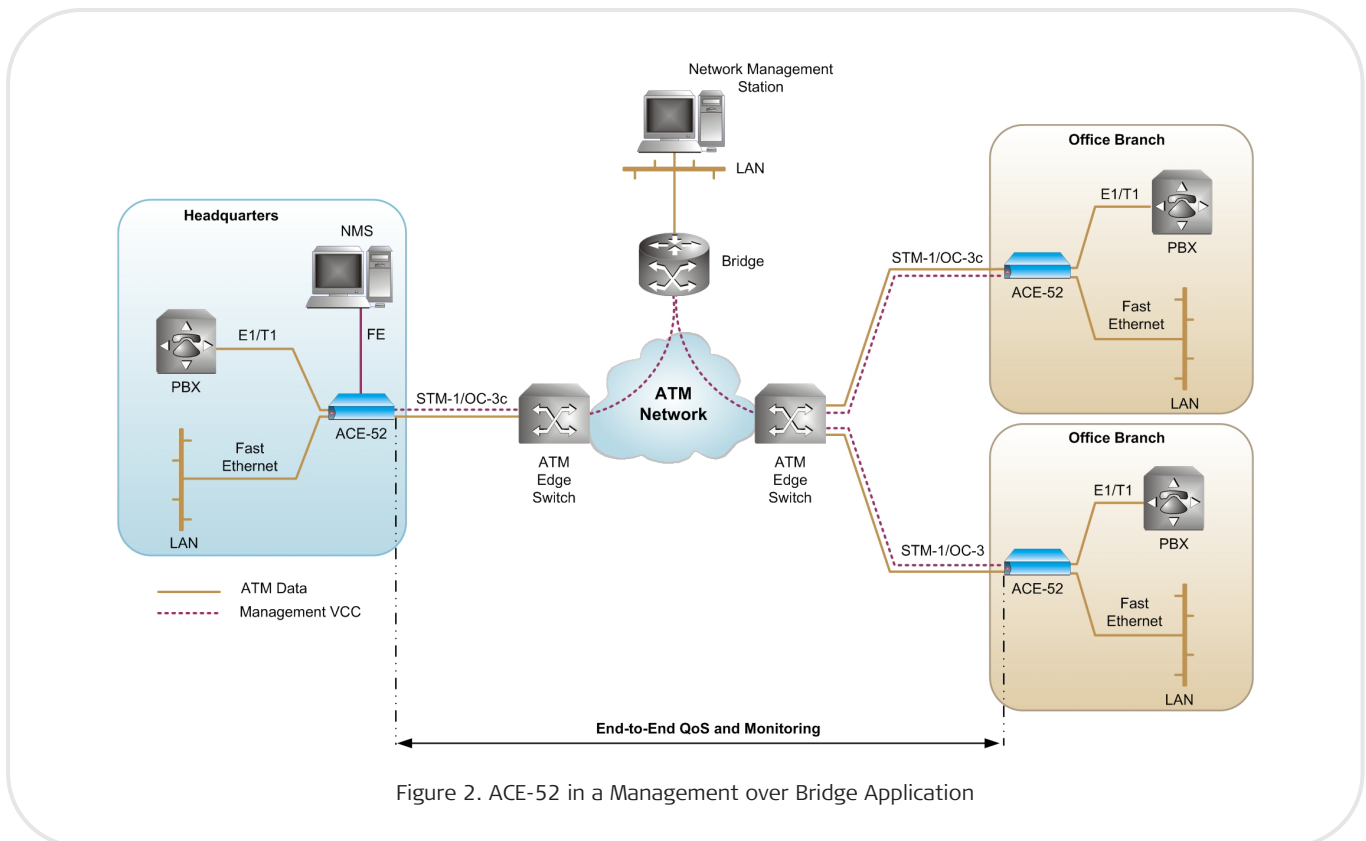 Network Management
Station
LAN
Bridge
Headquarters
NMS
FE
E1/T1
PBX
ACE-52
Fast
Ethernet
LAN
STM-1/OC-3c
ATM
Edge
Switch
ATM
Network
ATM
Edge
Switch
STM-1/OC-3c
Office Branch
E1/T1
PBX
ACE-52
Fast
Ethernet
LAN
STM-1/OC-3
Office Branch
E1/T1
PBX
ACE-52
Fast
Ethernet
LAN
ATM Data
Management VCC
End-to-End QoS and Monitoring
Figure 2. ACE-52 in a Management over Bridge Application